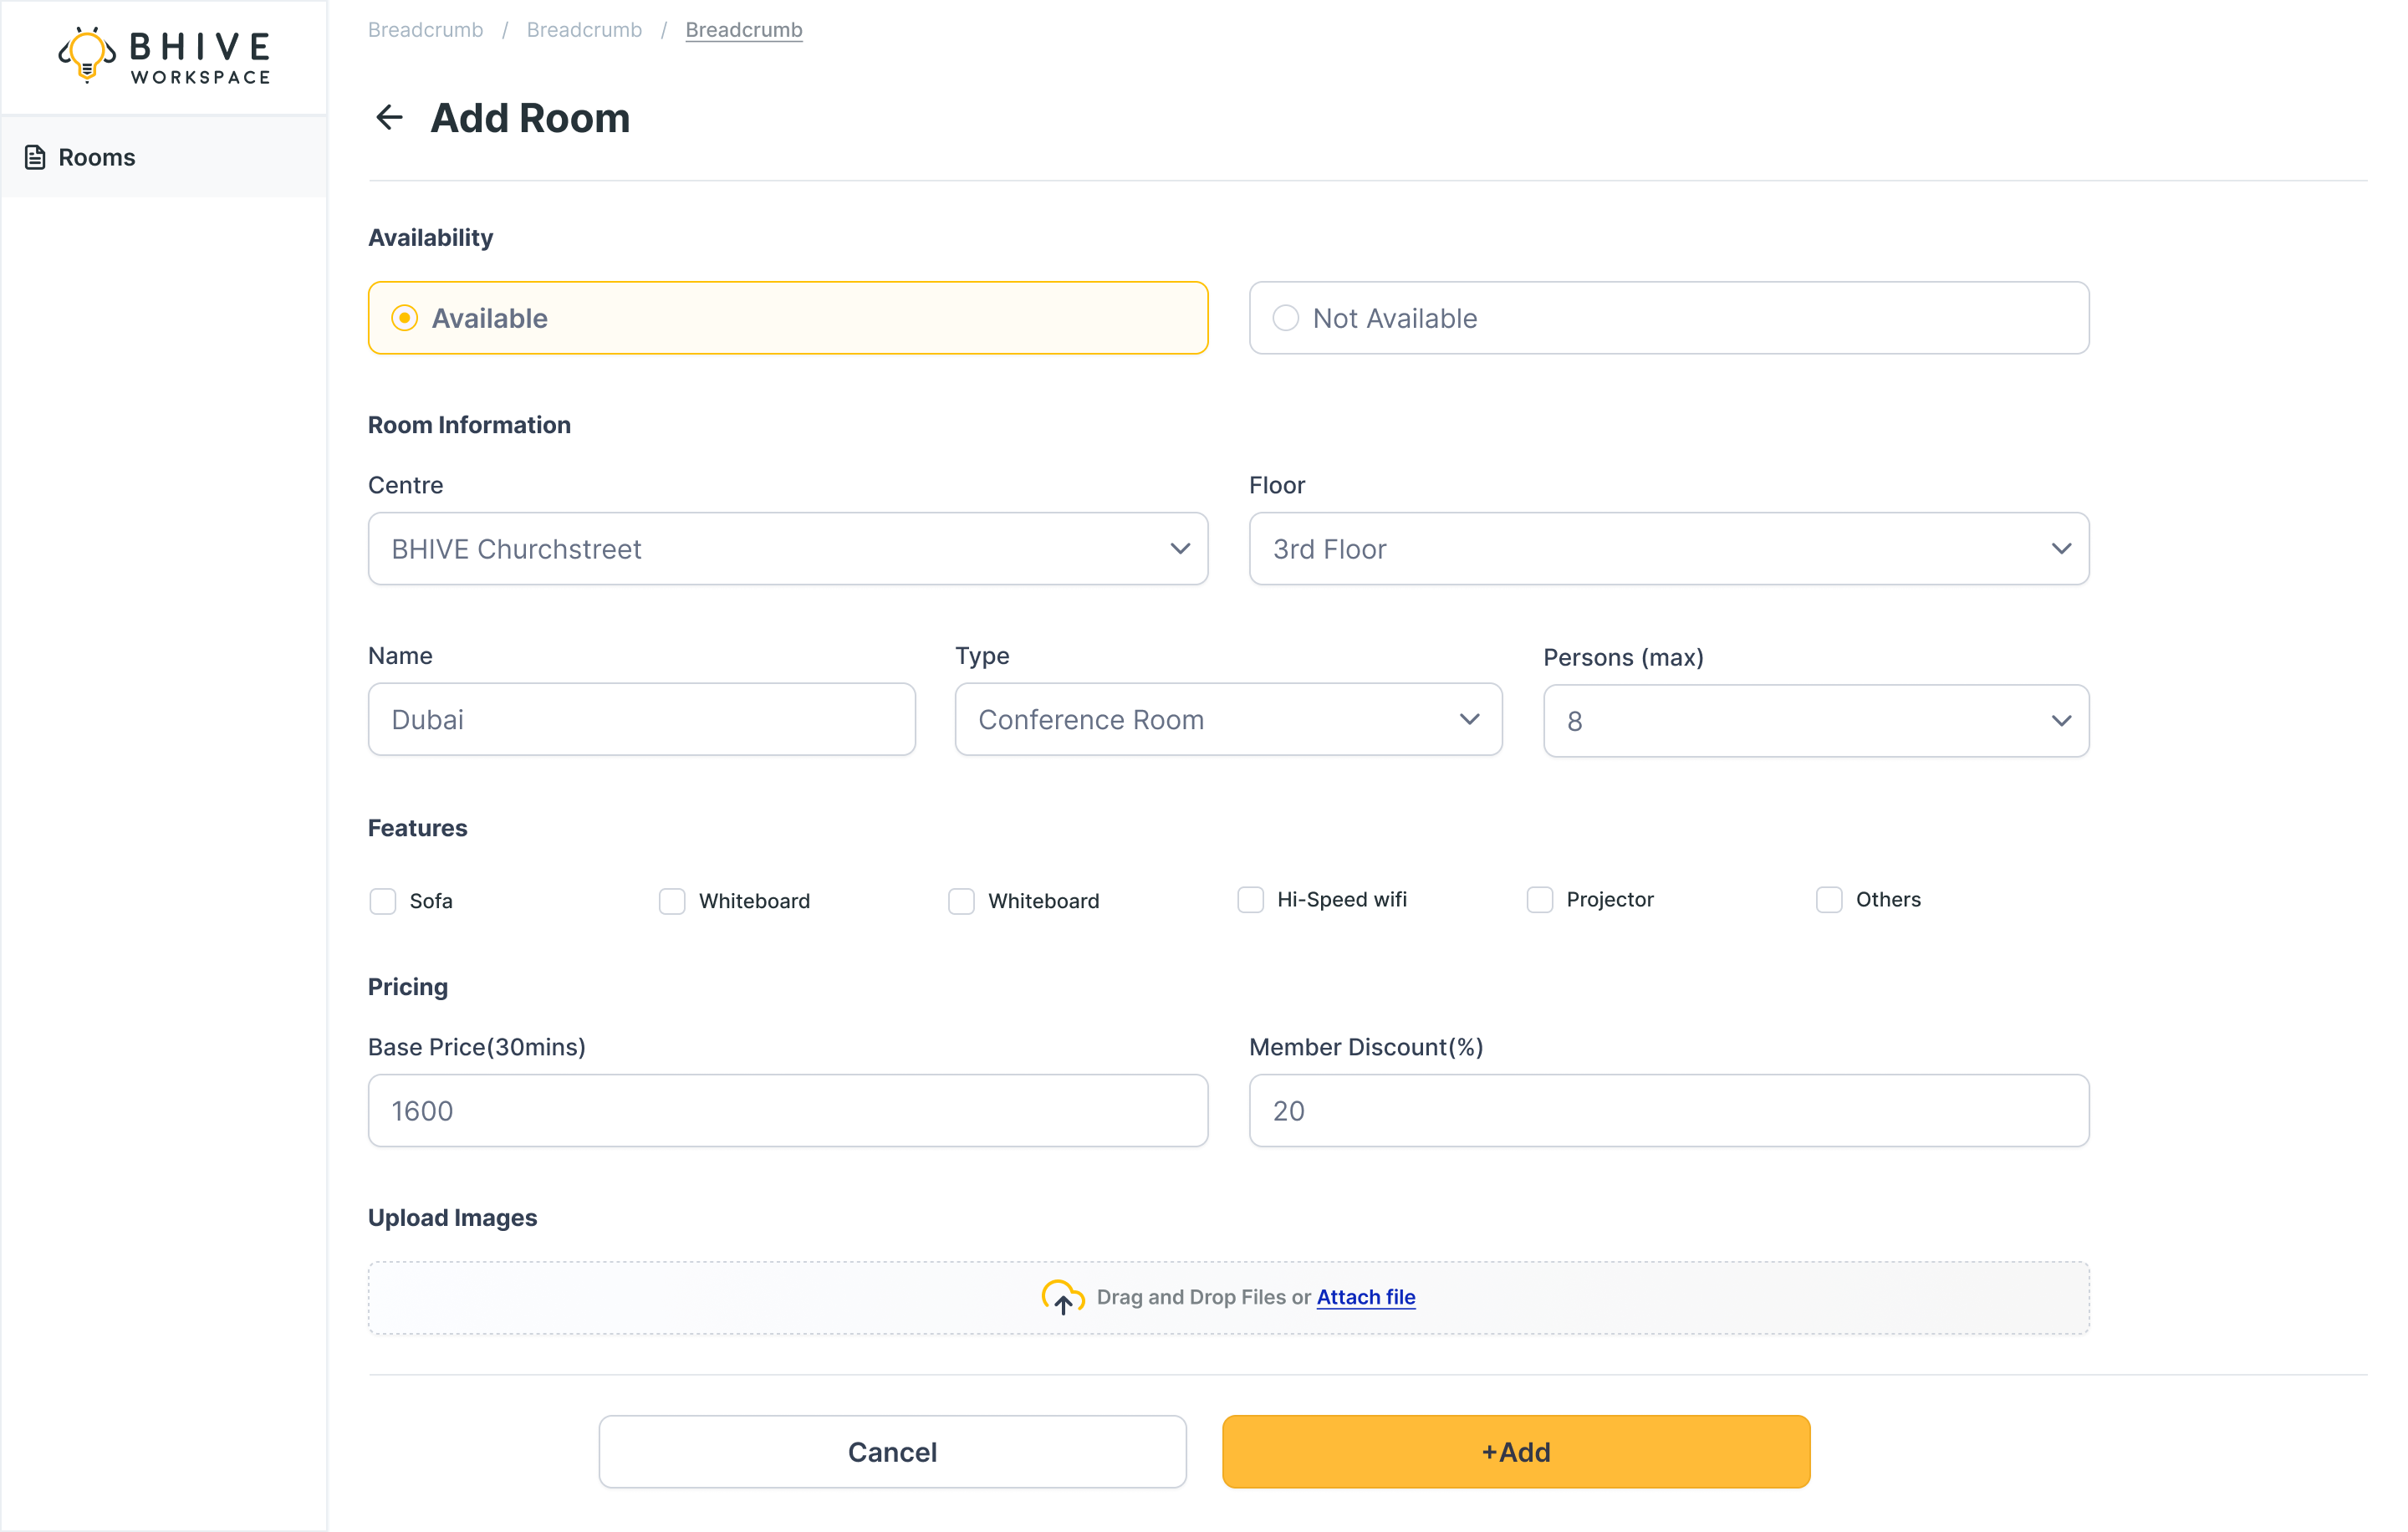 BHIVE
WORKSPACE
Rooms
Breadcrumb / Breadcrumb / Breadcrumb
Add Room
Availability
Available
Not Available
Room Information
Centre
Floor
BHIVE Churchstreet
3rd Floor
Name
Type
Persons (max)
Dubai
Conference Room
8
Features
Sofa
Whiteboard
Whiteboard
Hi-Speed wifi
Projector
Others
Pricing
Base Price(30mins)
Member Discount(%)
1600
20
Upload Images
Drag and Drop Files or Attach file
Cancel
+Add